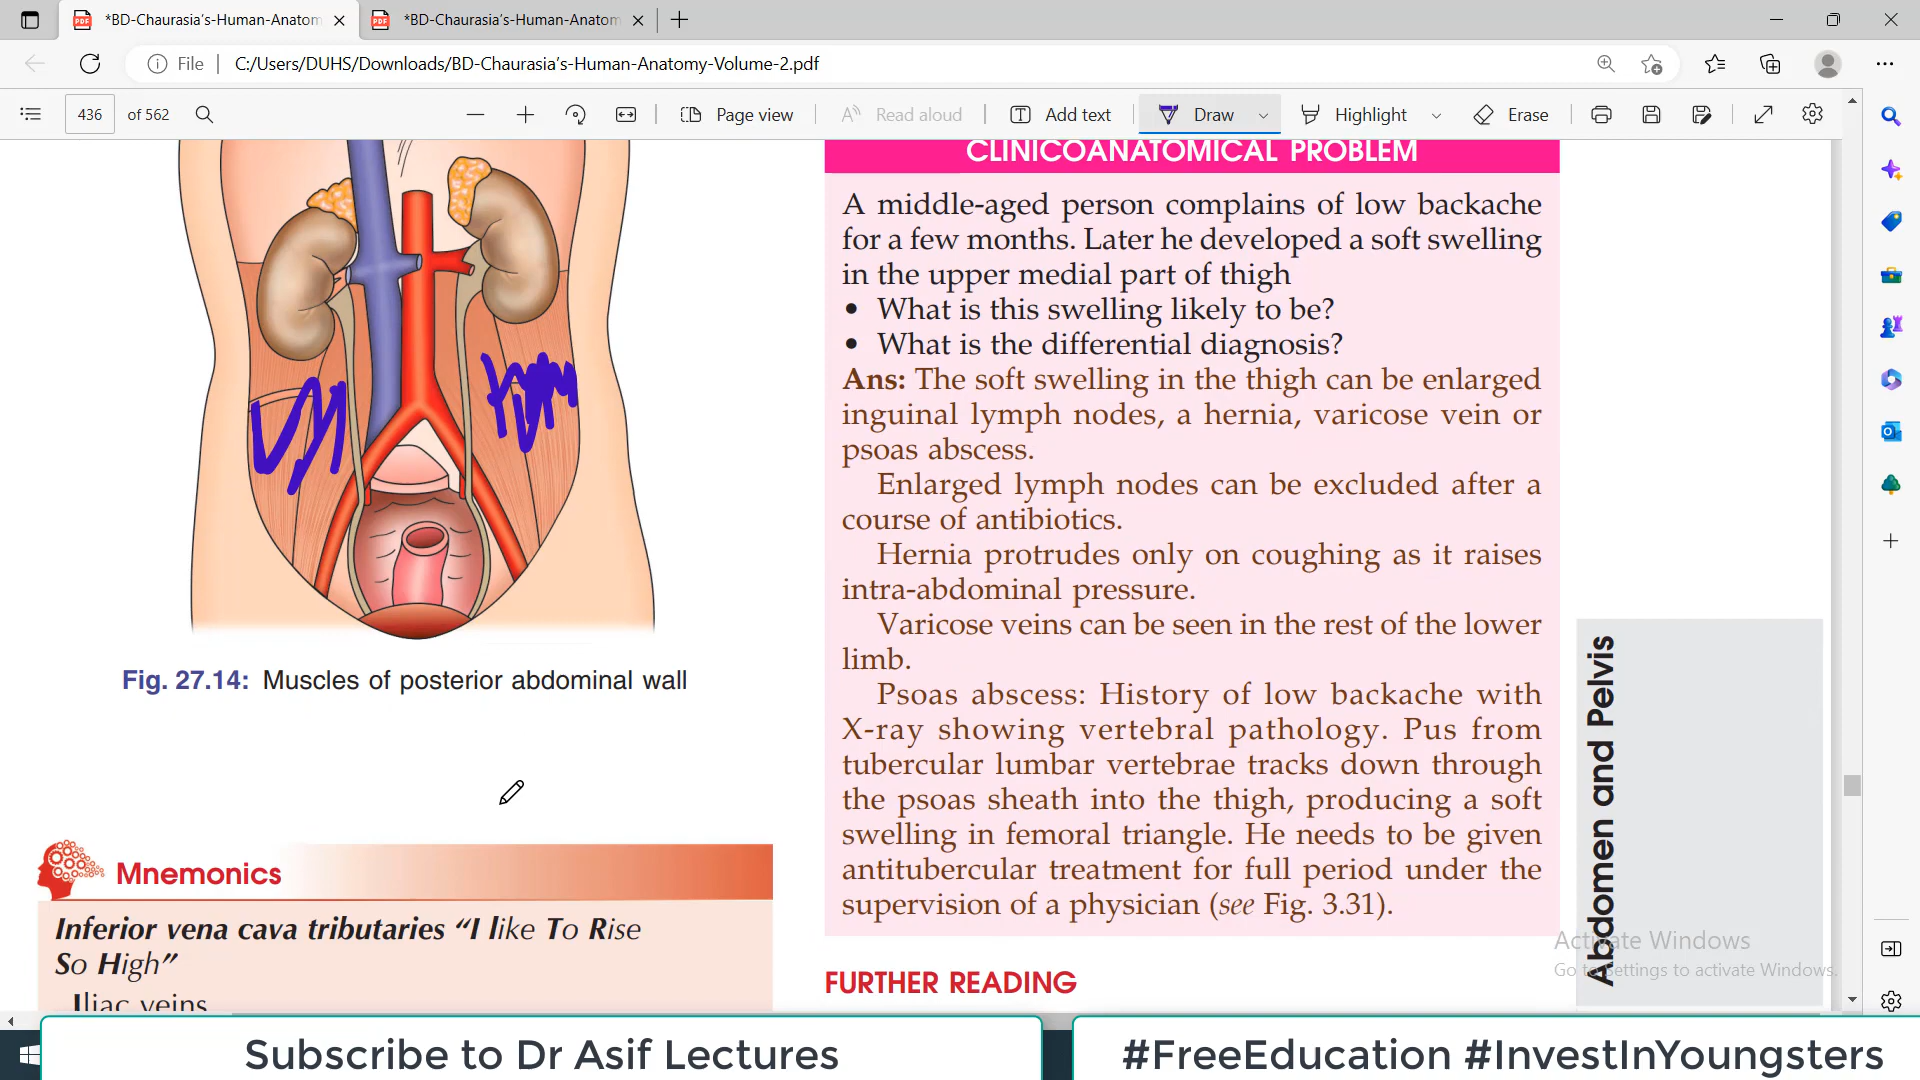 *BD-Chaurasia's-Human-Anatom
*BD-Chaurasia's-Human-Anatom
File
C:/Users/DUHS/Downloads/BD-Chaurasia's-Human-Anatomy-Volume-2.pdf
436 of 562
Page view
Read aloud
Add text
Draw
Highlight
Erase
Fig. 27.14: Muscles of posterior abdominal wall
Mnemonics
Inferior vena cava tributaries "I like To Rise
So High"
Iliac veins
CLINICOANATOMICAL PROBLEM
A middle-aged person complains of low backache
for a few months. Later he developed a soft swelling
in the upper medial part of thigh
• What is this swelling likely to be?
• What is the differential diagnosis?
Ans: The soft swelling in the thigh can be enlarged
inguinal lymph nodes, a hernia, varicose vein or
psoas abscess.
Enlarged lymph nodes can be excluded after a
course of antibiotics.
Hernia protrudes only on coughing as it raises
intra-abdominal pressure.
Varicose veins can be seen in the rest of the lower
limb.
Psoas abscess: History of low backache with
X-ray showing vertebral pathology. Pus from
tubercular lumbar vertebrae tracks down through
the psoas sheath into the thigh, producing a soft
swelling in femoral triangle. He needs to be given
antitubercular treatment for full period under the
supervision of a physician (see Fig. 3.31).
FURTHER READING
Abdomen and Pelvis
Activate Windows
Go to Settings to activate Windows.
Subscribe to Dr Asif Lectures
#FreeEducation #InvestInYoungsters